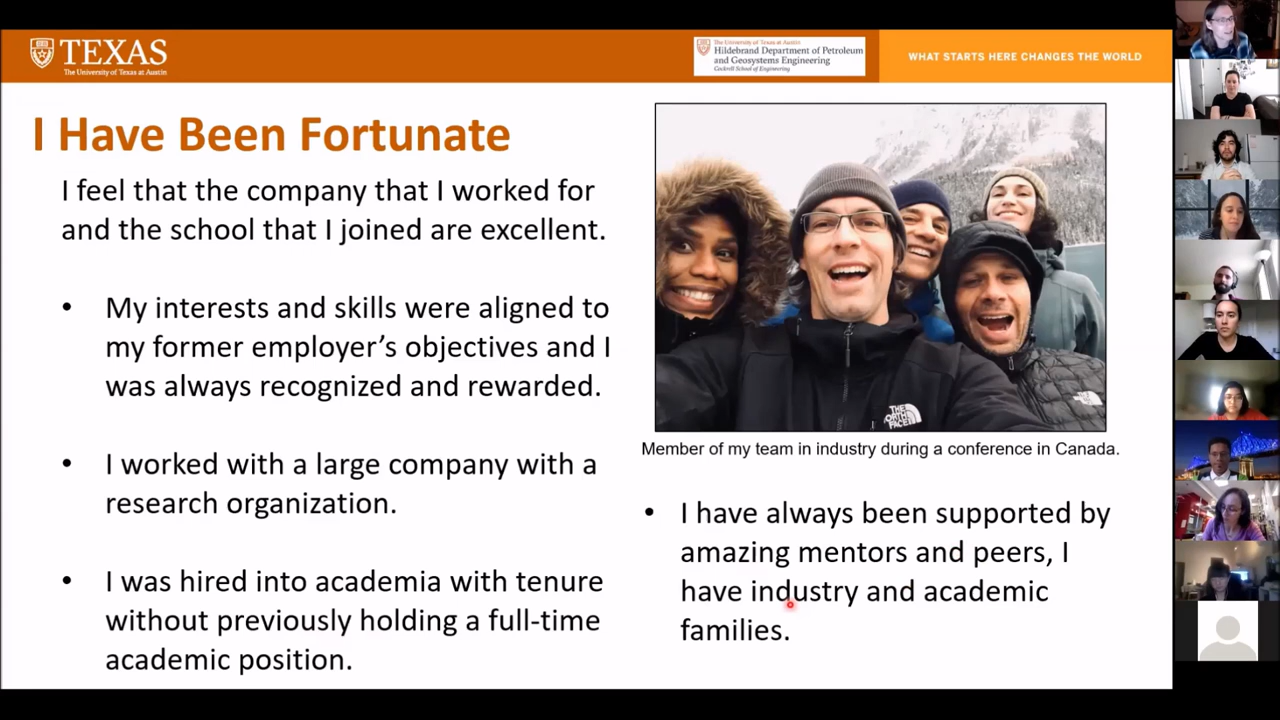 TEXAS
The University of Texas at Austin
The University of Texas at Austin
Hildebrand Department of Petroleum
and Geosystems Engineering
Cockrell School of Engineering
WHAT STARTS HERE CHANGES THE WORLD
I Have Been Fortunate
I feel that the company that I worked for
and the school that I joined are excellent.
• My interests and skills were aligned to
my former employer’s objectives and I
was always recognized and rewarded.
• I worked with a large company with a
research organization.
• I was hired into academia with tenure
without previously holding a full-time
academic position.
THE
NORTH
FACE
Member of my team in industry during a conference in Canada.
• I have always been supported by
amazing mentors and peers, I
have industry and academic
families.